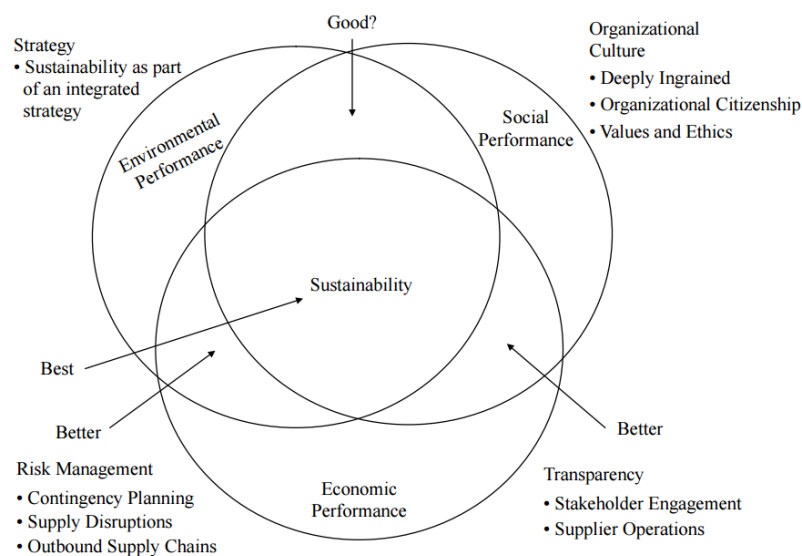 Good?
Strategy
• Sustainability as part
of an integrated
strategy
Organizational
Culture
• Deeply Ingrained
• Organizational Citizenship
• Values and Ethics
Environmental
Performance
Social
Performance
Sustainability
Best
Better
Better
Risk Management
• Contingency Planning
• Supply Disruptions
• Outbound Supply Chains
Economic
Performance
Transparency
• Stakeholder Engagement
• Supplier Operations